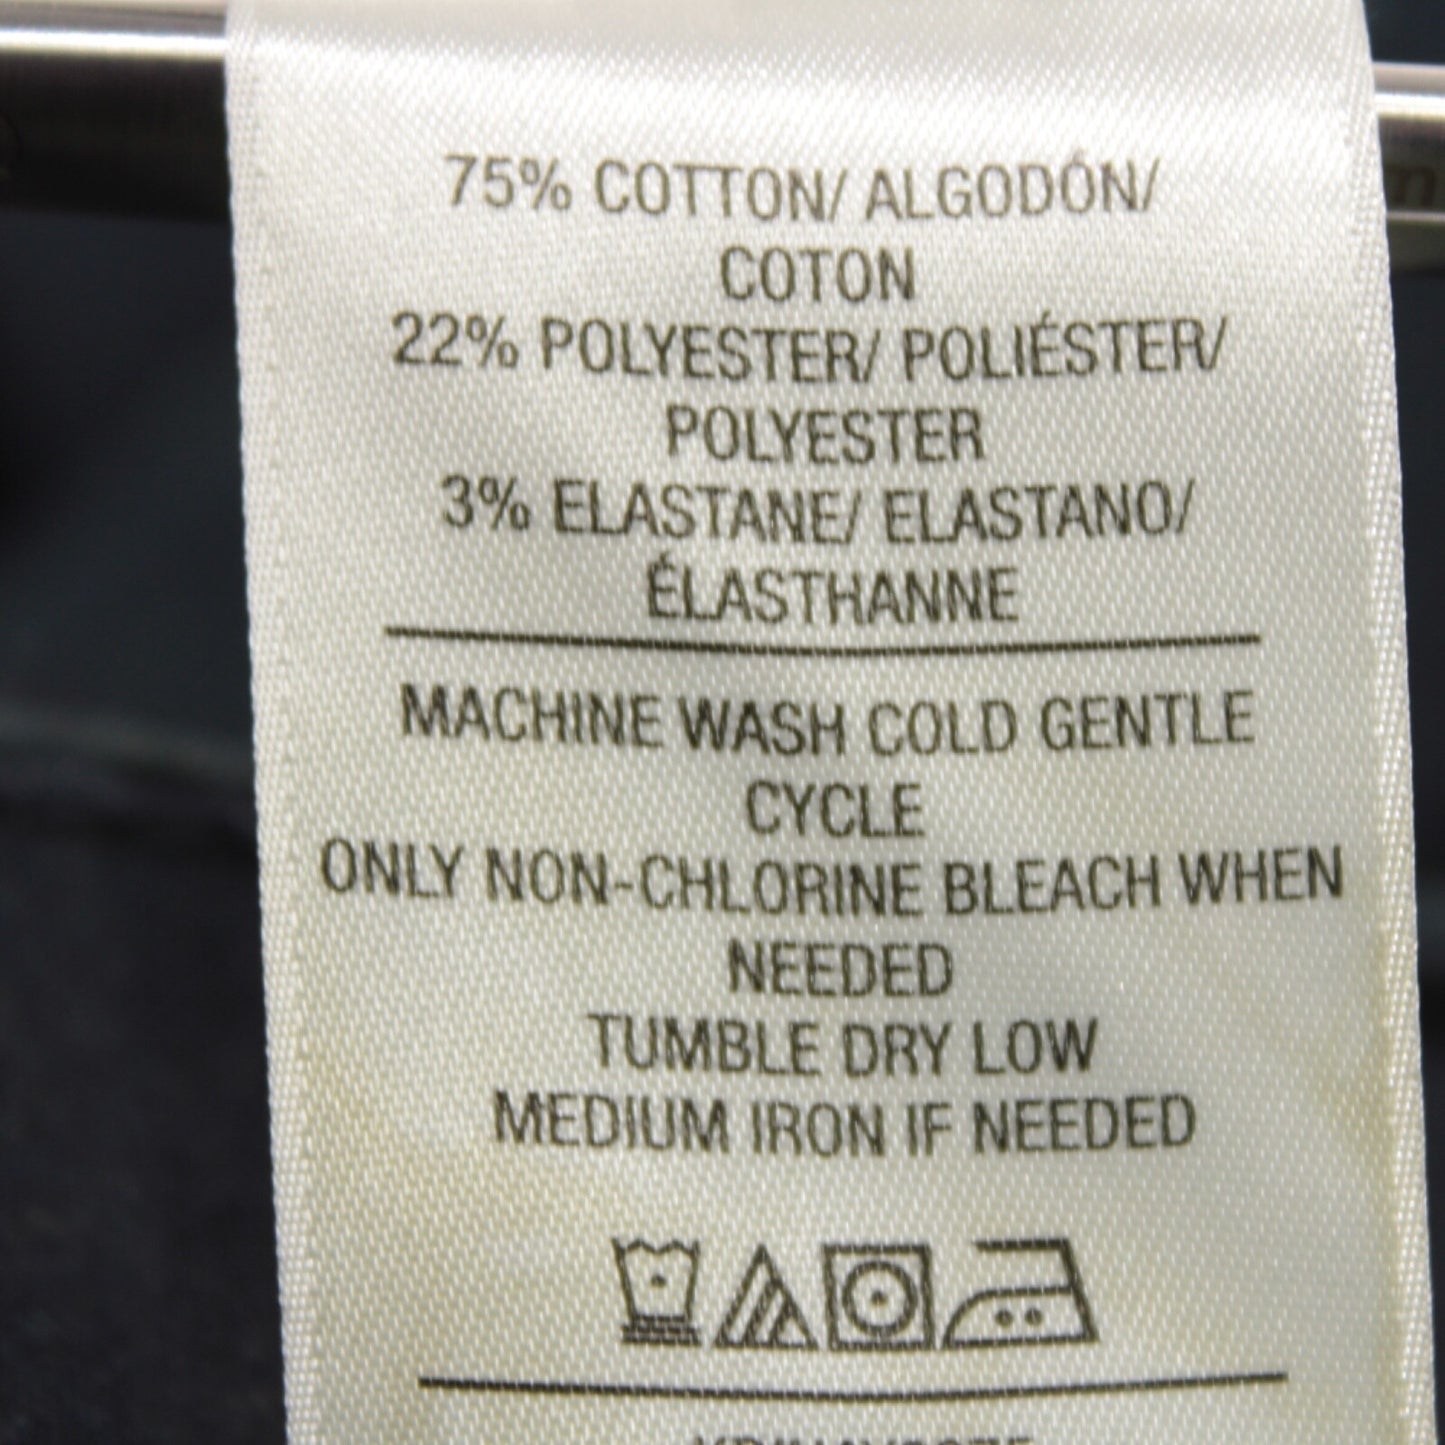 75% COTTON/ ALGODÓN/
COTON
22% POLYESTER/ POLIÉSTER/
POLYESTER
3% ELASTANE/ ELASTANO/
ÉLASTHANNE
MACHINE WASH COLD GENTLE
CYCLE
ONLY NON-CHLORINE BLEACH WHEN
NEEDED
TUMBLE DRY LOW
MEDIUM IRON IF NEEDED